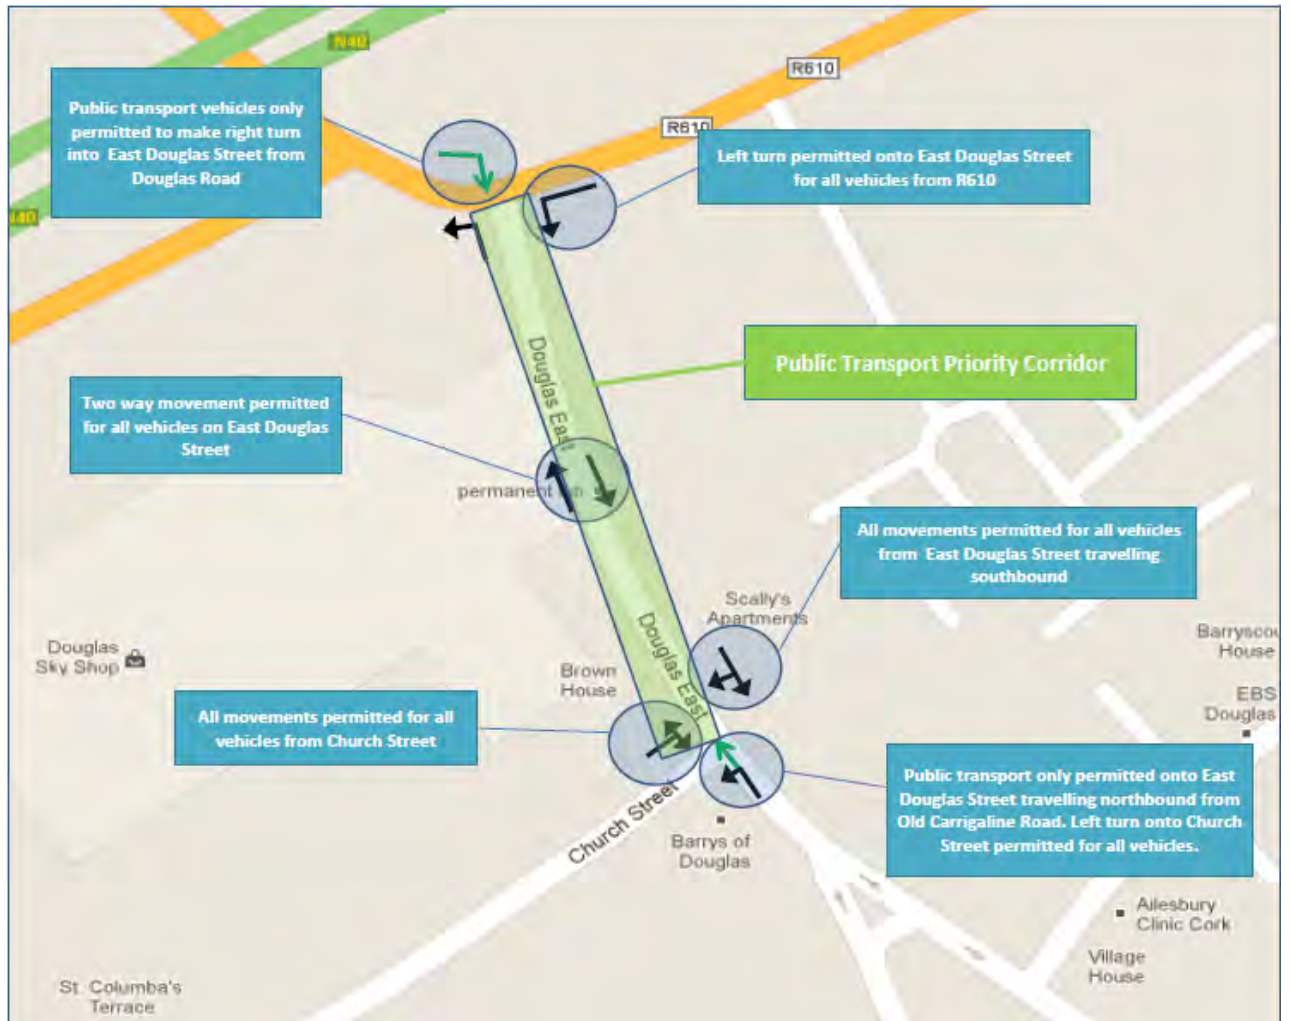 N40
R610
Public transport vehicles only
permitted to make right turn
into East Douglas Street from
Douglas Road
R610
Left turn permitted onto East Douglas Street
for all vehicles from R610
N40
Public Transport Priority Corridor
Douglas East
Two way movement permitted
for all vehicles on East Douglas
Street
permanent
All movements permitted for all vehicles
from East Douglas Street travelling
southbound
Scally's
Apartments
Douglas East
Douglas
Sky Shop
Brown
House
Barryscou
House
EBS
Douglas
All movements permitted for all
vehicles from Church Street
Public transport only permitted onto East
Douglas Street travelling northbound from
Old Carrigaline Road. Left turn onto Church
Street permitted for all vehicles.
Church Street
Barrys of
Douglas
Ailesbury
Clinic Cork
Village
House
St. Columba's
Terrace